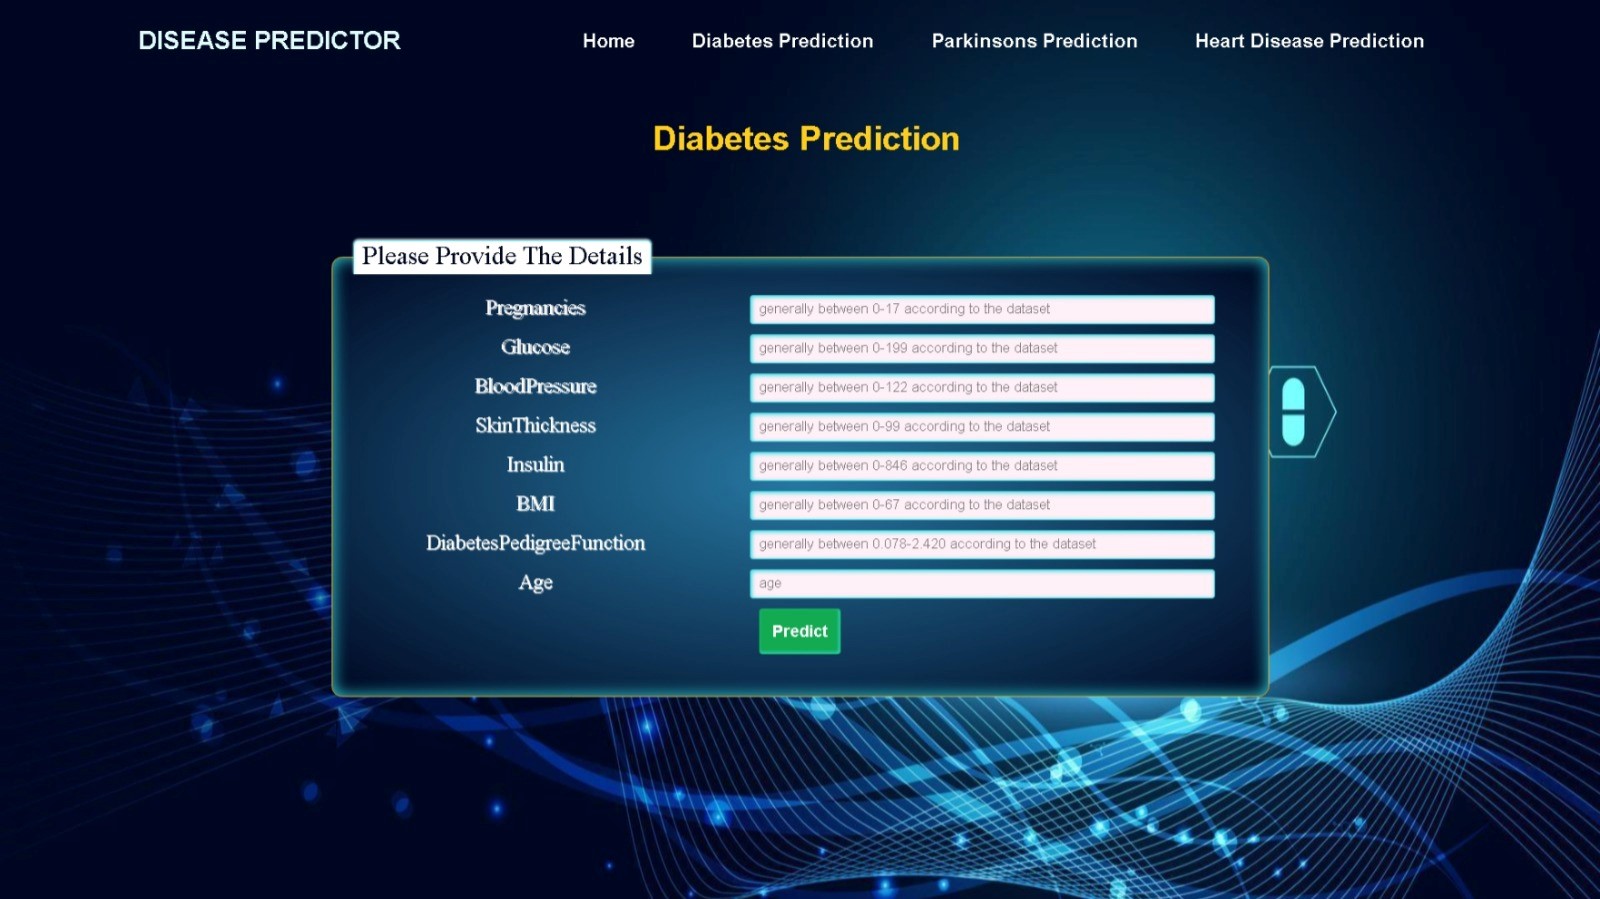 DISEASE PREDICTOR Home Diabetes Prediction Parkinsons Prediction Heart Disease Prediction
Diabetes Prediction
Please Provide The Details
Pregnancies generally between 0-17 according to the dataset
Glucose generally between 0-199 according to the dataset
BloodPressure generally between 0-122 according to the dataset
SkinThickness generally between 0-99 according to the dataset
Insulin generally between 0-846 according to the dataset
BMI generally between 0-67 according to the dataset
DiabetesPedigreeFunction generally between 0.078-2.420 according to the dataset
Age age
Predict